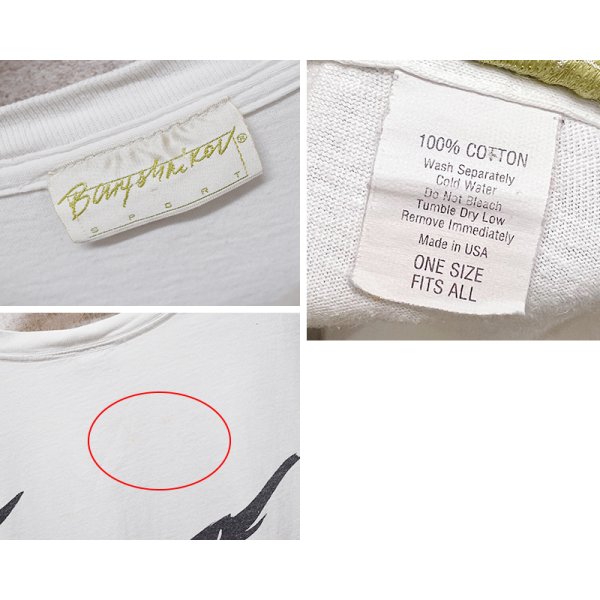 Baryshnikov®
SPORT
100% COTTON
Wash Separately
Cold Water
Do Not Bleach
Tumble Dry Low
Remove Immediately
Made in USA
ONE SIZE
FITS ALL